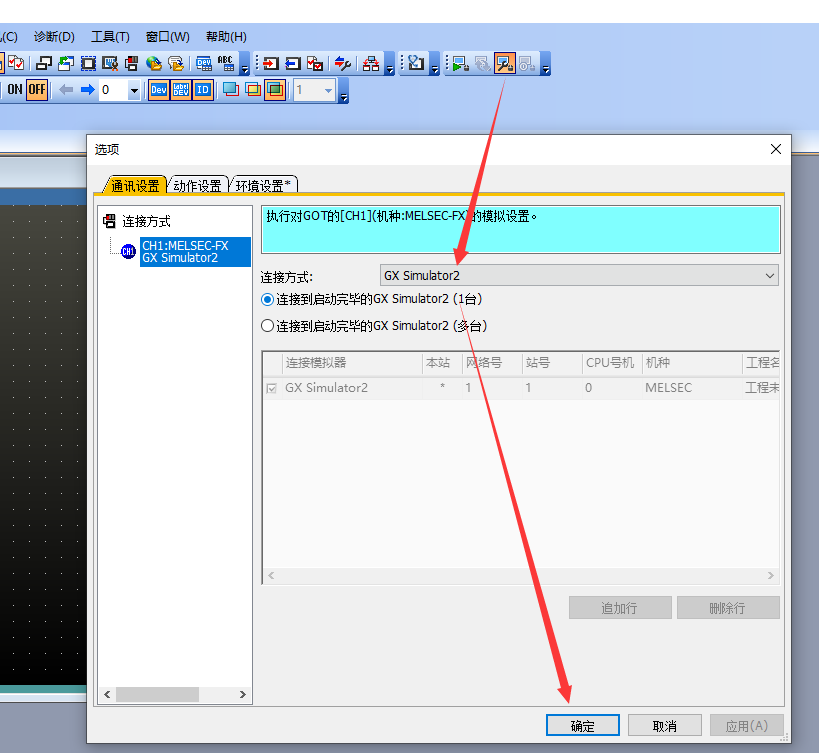 (C) 诊断(D) 工具(T) 窗口(W) 帮助(H)
Dev ABC
ON OFF 0 Dev ID 1
选项
通讯设置 动作设置 环境设置*
连接方式
CH1 CH1:MELSEC-FX
GX Simulator2
执行对GOT的[CH1](机种:MELSEC-FX)的模拟设置。
连接方式: GX Simulator2
连接到启动完毕的GX Simulator2 (1台)
连接到启动完毕的GX Simulator2 (多台)
连接模拟器 本站 网络号 站号 CPU号机 机种 工程名
GX Simulator2 * 1 1 0 MELSEC 工程未
追加行 删除行
确定 取消 应用(A)